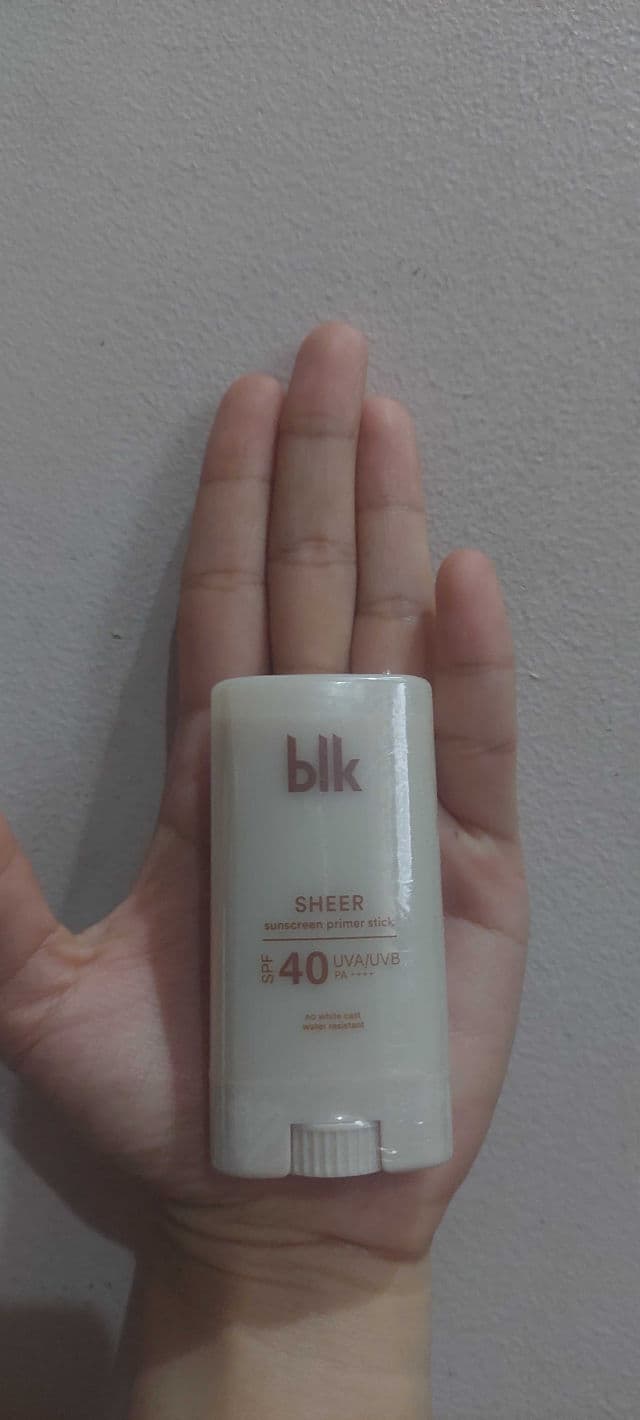 blk
SHEER
sunscreen primer stick
SPF 40 UVA/UVB
PA ++++
no white cast
water resistant